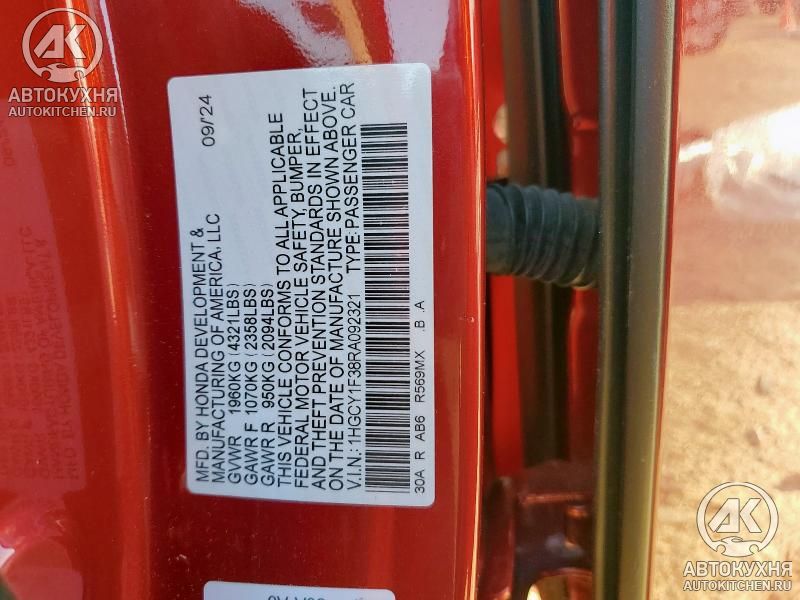 AK
АВТОКУХНЯ
AUTOKITCHEN.RU
MFD. BY HONDA DEVELOPMENT & 09/24
MANUFACTURING OF AMERICA, LLC
GVWR 1960KG (4321LBS)
GAWR F 1070KG (2358LBS)
GAWR R 950KG (2094LBS)
THIS VEHICLE CONFORMS TO ALL APPLICABLE
FEDERAL MOTOR VEHICLE SAFETY, BUMPER,
AND THEFT PREVENTION STANDARDS IN EFFECT
ON THE DATE OF MANUFACTURE SHOWN ABOVE.
V.I.N.: 1HGCY1F38RA092321 TYPE: PASSENGER CAR
30A R AB6 R569MX .B .A
AK
АВТОКУХНЯ
AUTOKITCHEN.RU